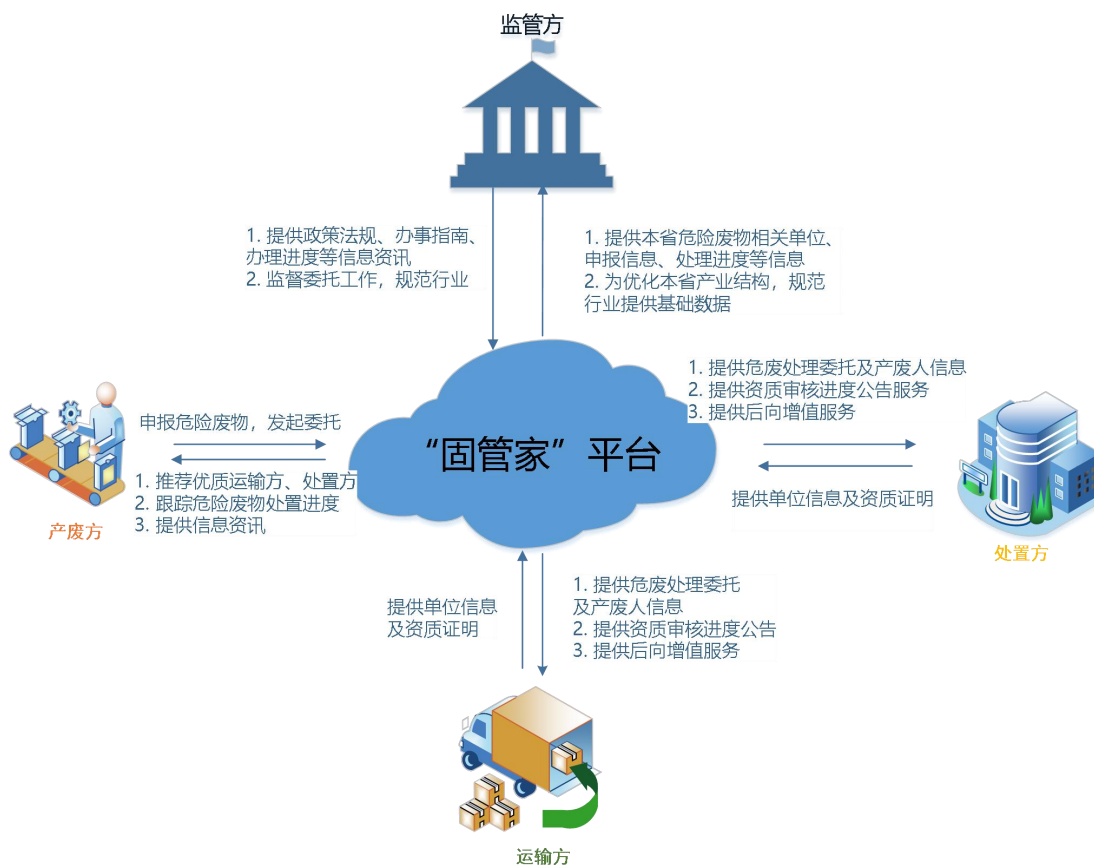 监管方
1. 提供政策法规、办事指南、
办理进度等信息资讯
2. 监督委托工作，规范行业
1. 提供本省危险废物相关单位、
申报信息、处理进度等信息
2. 为优化本省产业结构，规范
行业提供基础数据
1. 提供危废处理委托及产废人信息
2. 提供资质审核进度公告服务
3. 提供后向增值服务
申报危险废物，发起委托
“固管家”平台
1. 推荐优质运输方、处置方
2. 跟踪危险废物处置进度
3. 提供信息资讯
产废方
提供单位信息及资质证明
处置方
提供单位信息
及资质证明
1. 提供危废处理委托
及产废人信息
2. 提供资质审核进度公告
3. 提供后向增值服务
运输方